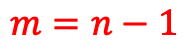 m = n − 1